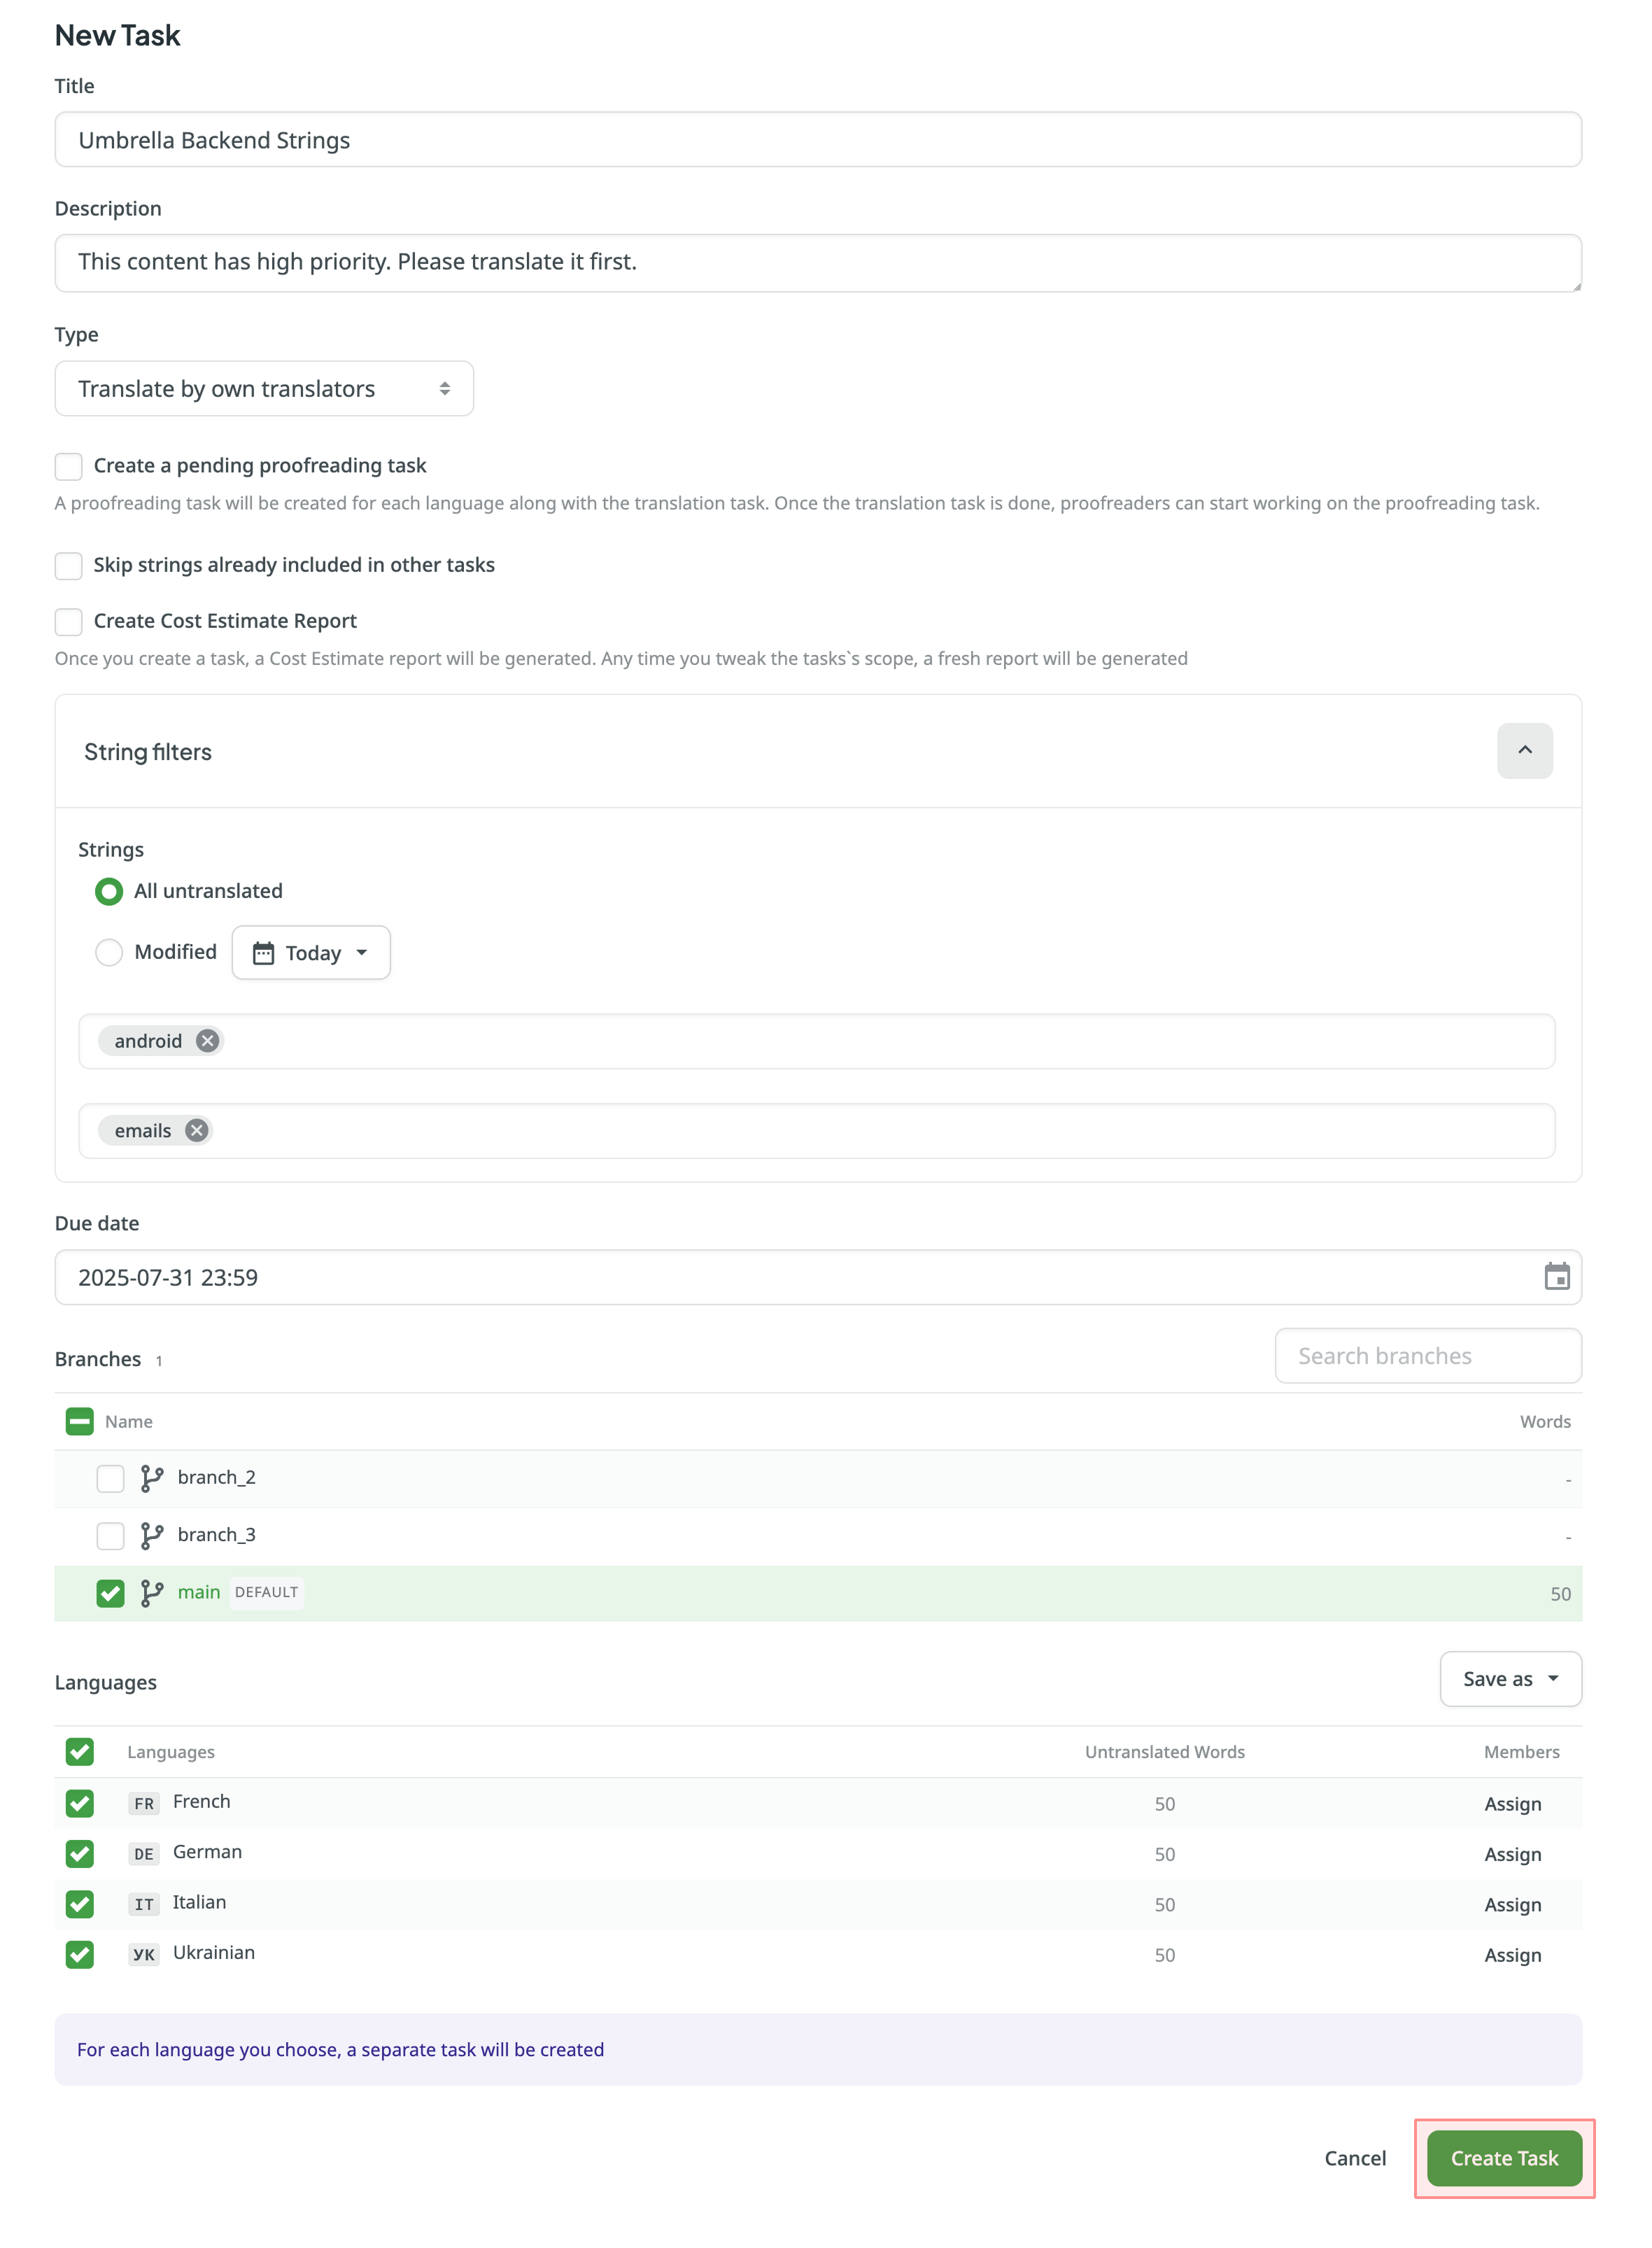 New Task
Title
Umbrella Backend Strings
Description
This content has high priority. Please translate it first.
Type
Translate by own translators
Create a pending proofreading task
A proofreading task will be created for each language along with the translation task. Once the translation task is done, proofreaders can start working on the proofreading task.
Skip strings already included in other tasks
Create Cost Estimate Report
Once you create a task, a Cost Estimate report will be generated. Any time you tweak the tasks`s scope, a fresh report will be generated
String filters
Strings
All untranslated
Modified Today
android
emails
Due date
2025-07-31 23:59
Branches 1 Search branches
Name Words
branch_2 -
branch_3 -
main DEFAULT 50
Languages Save as
Languages Untranslated Words Members
FR French 50 Assign
DE German 50 Assign
IT Italian 50 Assign
УК Ukrainian 50 Assign
For each language you choose, a separate task will be created
Cancel Create Task